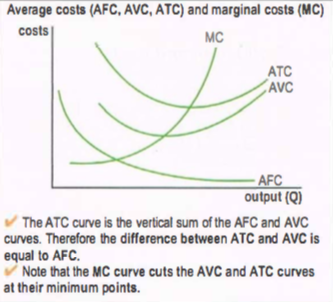 Average costs (AFC, AVC, ATC) and marginal costs (MC)
costs
MC
ATC
AVC
AFC
output (Q)
✓ The ATC curve is the vertical sum of the AFC and AVC
curves. Therefore the difference between ATC and AVC is
equal to AFC.
✓ Note that the MC curve cuts the AVC and ATC curves
at their minimum points.